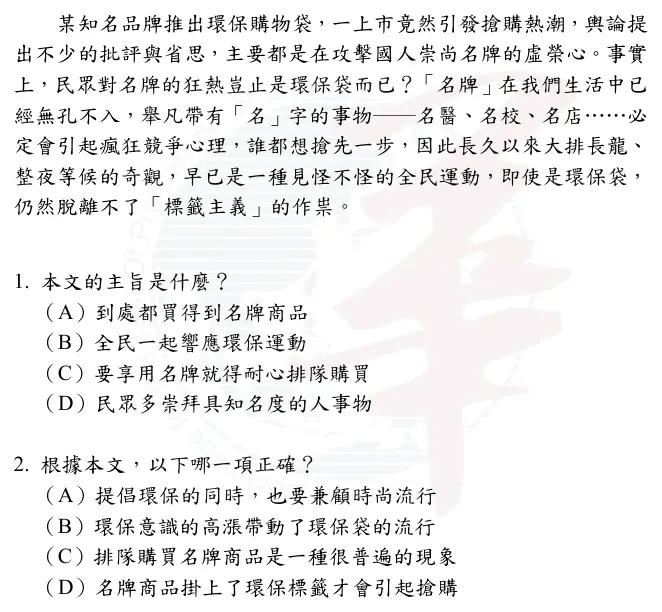 某知名品牌推出環保購物袋，一上市竟然引發搶購熱潮，輿論提
出不少的批評與省思，主要都是在攻擊國人崇尚名牌的虛榮心。事實
上，民眾對名牌的狂熱豈止是環保袋而已？「名牌」在我們生活中已
經無孔不入，舉凡帶有「名」字的事物──名醫、名校、名店……必
定會引起瘋狂競爭心理，誰都想搶先一步，因此長久以來大排長龍、
整夜等候的奇觀，早已是一種見怪不怪的全民運動，即使是環保袋，
仍然脫離不了「標籤主義」的作祟。
1. 本文的主旨是什麼？
（A）到處都買得到名牌商品
（B）全民一起響應環保運動
（C）要享用名牌就得耐心排隊購買
（D）民眾多崇拜具知名度的人事物
2. 根據本文，以下哪一項正確？
（A）提倡環保的同時，也要兼顧時尚流行
（B）環保意識的高漲帶動了環保袋的流行
（C）排隊購買名牌商品是一種很普遍的現象
（D）名牌商品掛上了環保標籤才會引起搶購